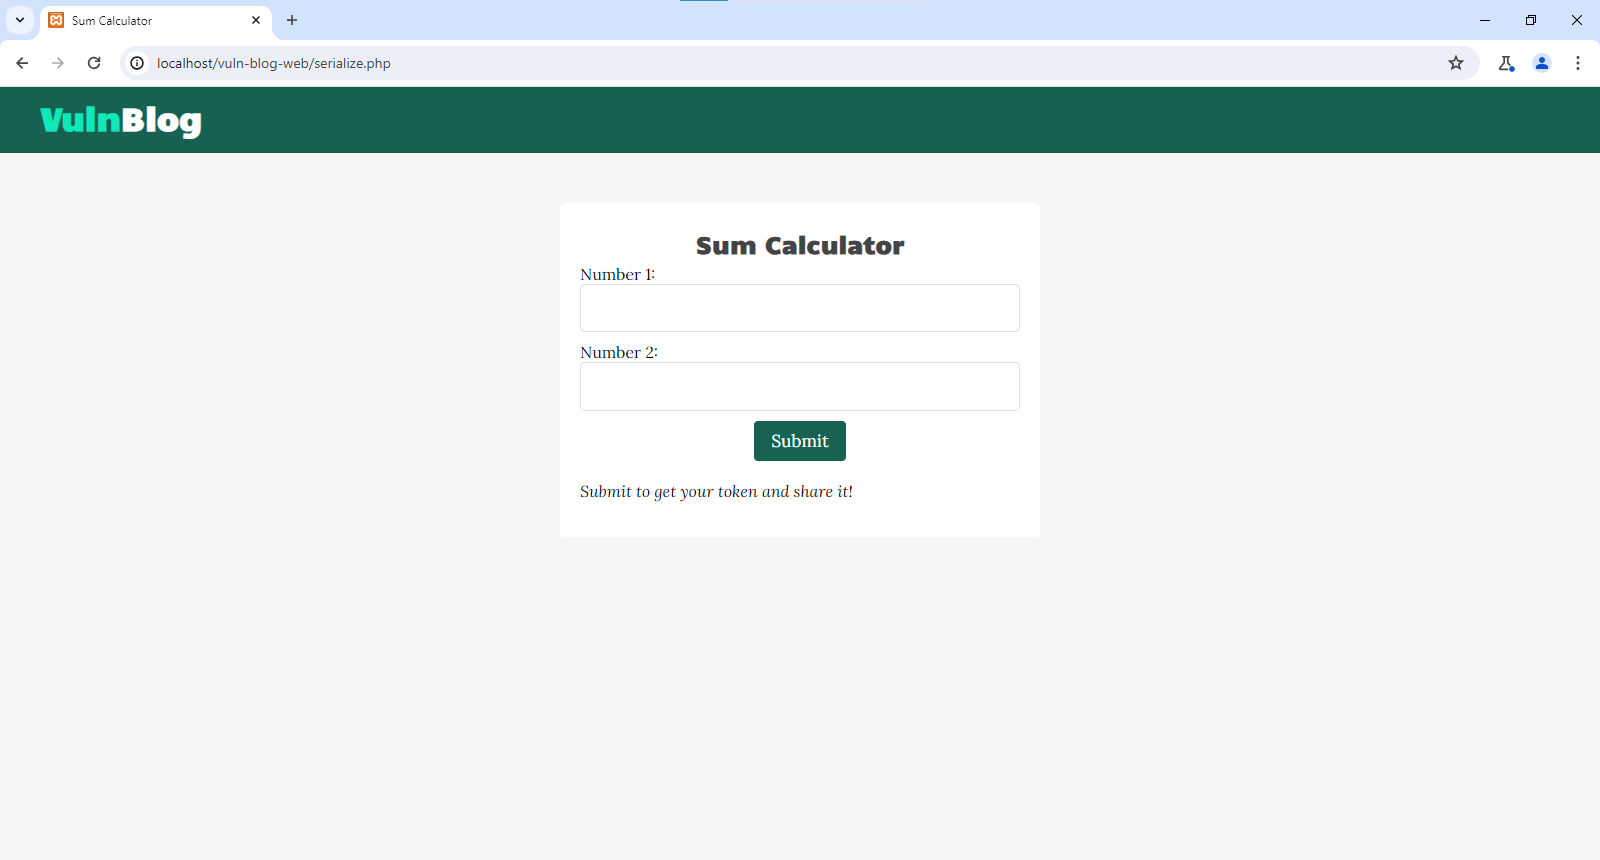 Sum Calculator
localhost/vuln-blog-web/serialize.php
VulnBlog
Sum Calculator
Number 1:
Number 2:
Submit
Submit to get your token and share it!